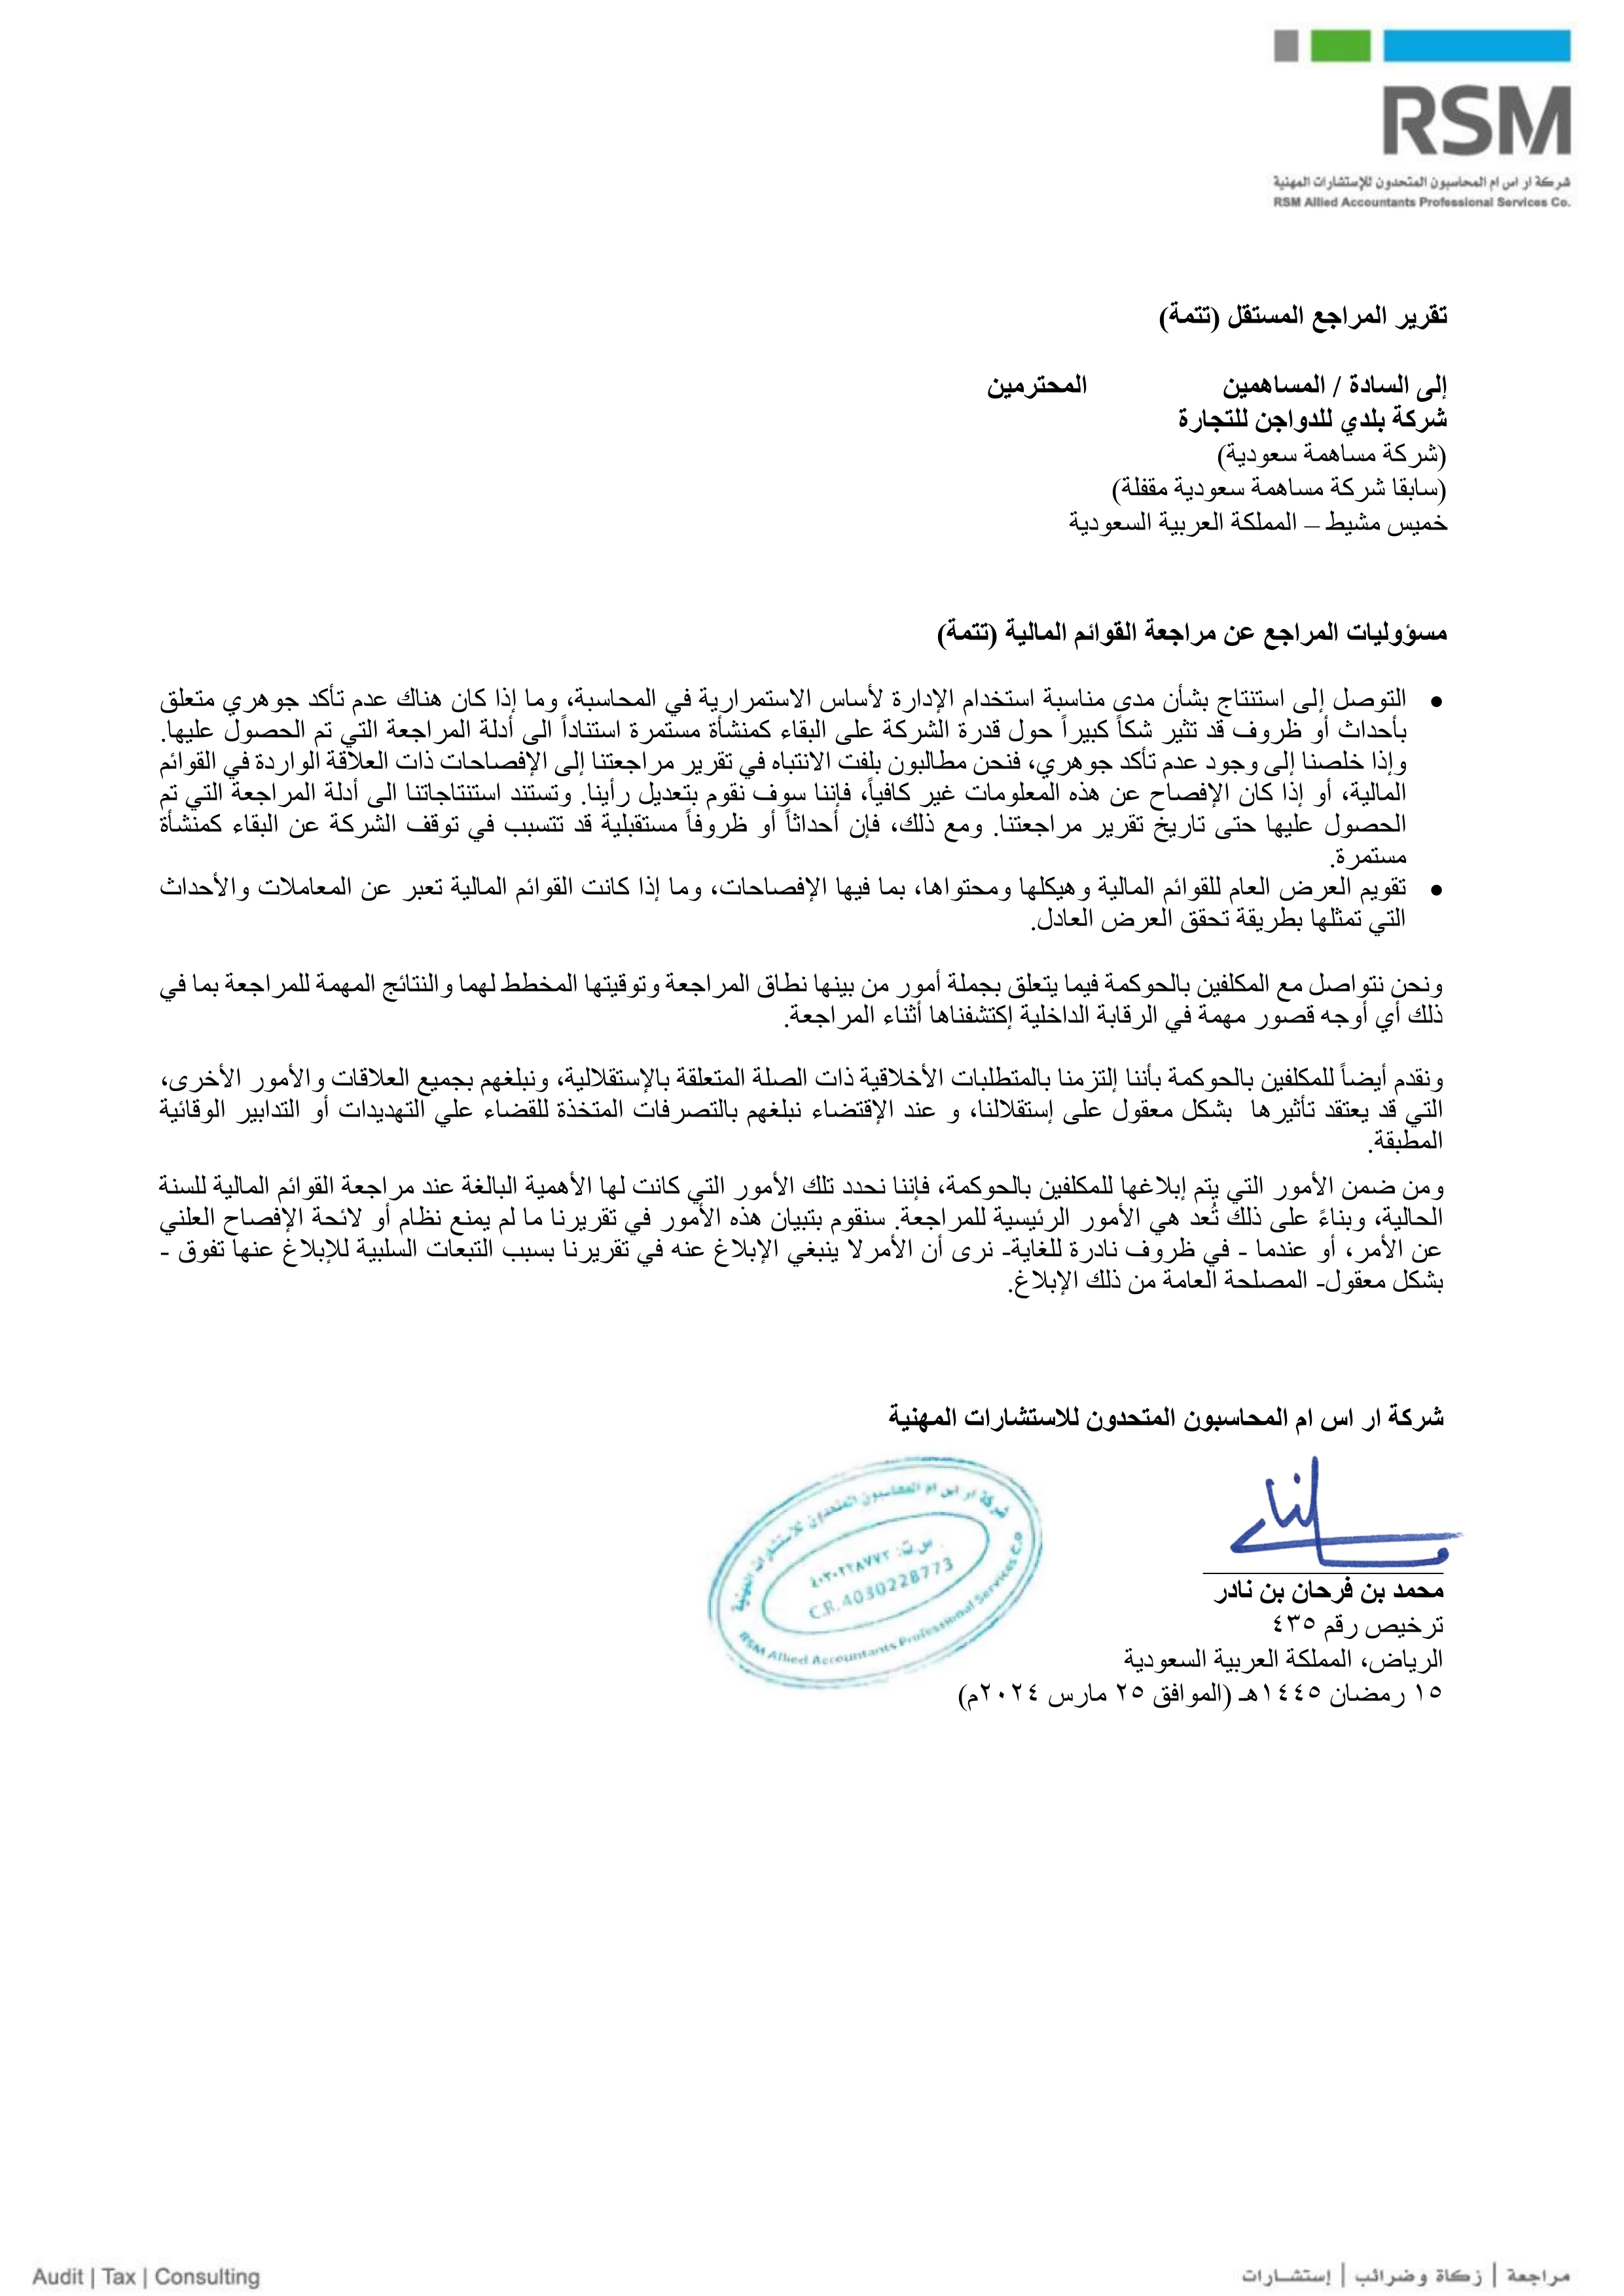 RSM
شركة ار اس ام المحاسبون المتحدون للإستشارات المهنية
RSM Allied Accountants Professional Services Co.
تقرير المراجع المستقل (تتمة)
إلى السادة / المساهمين المحترمين
شركة بلدي للدواجن للتجارة
(شركة مساهمة سعودية)
(سابقا شركة مساهمة سعودية مقفلة)
خميس مشيط – المملكة العربية السعودية
مسؤوليات المراجع عن مراجعة القوائم المالية (تتمة)
• التوصل إلى استنتاج بشأن مدى مناسبة استخدام الإدارة لأساس الاستمرارية في المحاسبة، وما إذا كان هناك عدم تأكد جوهري متعلق
بأحداث أو ظروف قد تثير شكاً كبيراً حول قدرة الشركة على البقاء كمنشأة مستمرة استناداً الى أدلة المراجعة التي تم الحصول عليها.
وإذا خلصنا إلى وجود عدم تأكد جوهري، فنحن مطالبون بلفت الانتباه في تقرير مراجعتنا إلى الإفصاحات ذات العلاقة الواردة في القوائم
المالية، أو إذا كان الإفصاح عن هذه المعلومات غير كافياً، فإننا سوف نقوم بتعديل رأينا. وتستند استنتاجاتنا الى أدلة المراجعة التي تم
الحصول عليها حتى تاريخ تقرير مراجعتنا. ومع ذلك، فإن أحداثاً أو ظروفاً مستقبلية قد تتسبب في توقف الشركة عن البقاء كمنشأة
مستمرة.
• تقويم العرض العام للقوائم المالية وهيكلها ومحتواها، بما فيها الإفصاحات، وما إذا كانت القوائم المالية تعبر عن المعاملات والأحداث
التي تمثلها بطريقة تحقق العرض العادل.
ونحن نتواصل مع المكلفين بالحوكمة فيما يتعلق بجملة أمور من بينها نطاق المراجعة وتوقيتها المخطط لهما والنتائج المهمة للمراجعة بما في
ذلك أي أوجه قصور مهمة في الرقابة الداخلية إكتشفناها أثناء المراجعة.
ونقدم أيضاً للمكلفين بالحوكمة بأننا إلتزمنا بالمتطلبات الأخلاقية ذات الصلة المتعلقة بالإستقلالية، ونبلغهم بجميع العلاقات والأمور الأخرى،
التي قد يعتقد تأثيرها بشكل معقول على إستقلالنا، و عند الإقتضاء نبلغهم بالتصرفات المتخذة للقضاء علي التهديدات أو التدابير الوقائية
المطبقة.
ومن ضمن الأمور التي يتم إبلاغها للمكلفين بالحوكمة، فإننا نحدد تلك الأمور التي كانت لها الأهمية البالغة عند مراجعة القوائم المالية للسنة
الحالية، وبناءً على ذلك تُعد هي الأمور الرئيسية للمراجعة. سنقوم بتبيان هذه الأمور في تقريرنا ما لم يمنع نظام أو لائحة الإفصاح العلني
عن الأمر، أو عندما - في ظروف نادرة للغاية- نرى أن الأمرلا ينبغي الإبلاغ عنه في تقريرنا بسبب التبعات السلبية للإبلاغ عنها تفوق -
بشكل معقول- المصلحة العامة من ذلك الإبلاغ.
شركة ار اس ام المحاسبون المتحدون للاستشارات المهنية
شركة ار اس ام المحاسبون المتحدون للاستشارات المهنية
س.ت: ٤٠٣٠٢٢٨٧٧٣
C.R. 4030228773
RSM Allied Accountants Professional Services C.o
محمد بن فرحان بن نادر
ترخيص رقم ٤٣٥
الرياض، المملكة العربية السعودية
١٥ رمضان ١٤٤٥هـ (الموافق ٢٥ مارس ٢٠٢٤م)
Audit | Tax | Consulting
مراجعة | زكاة وضرائب | إستشــارات